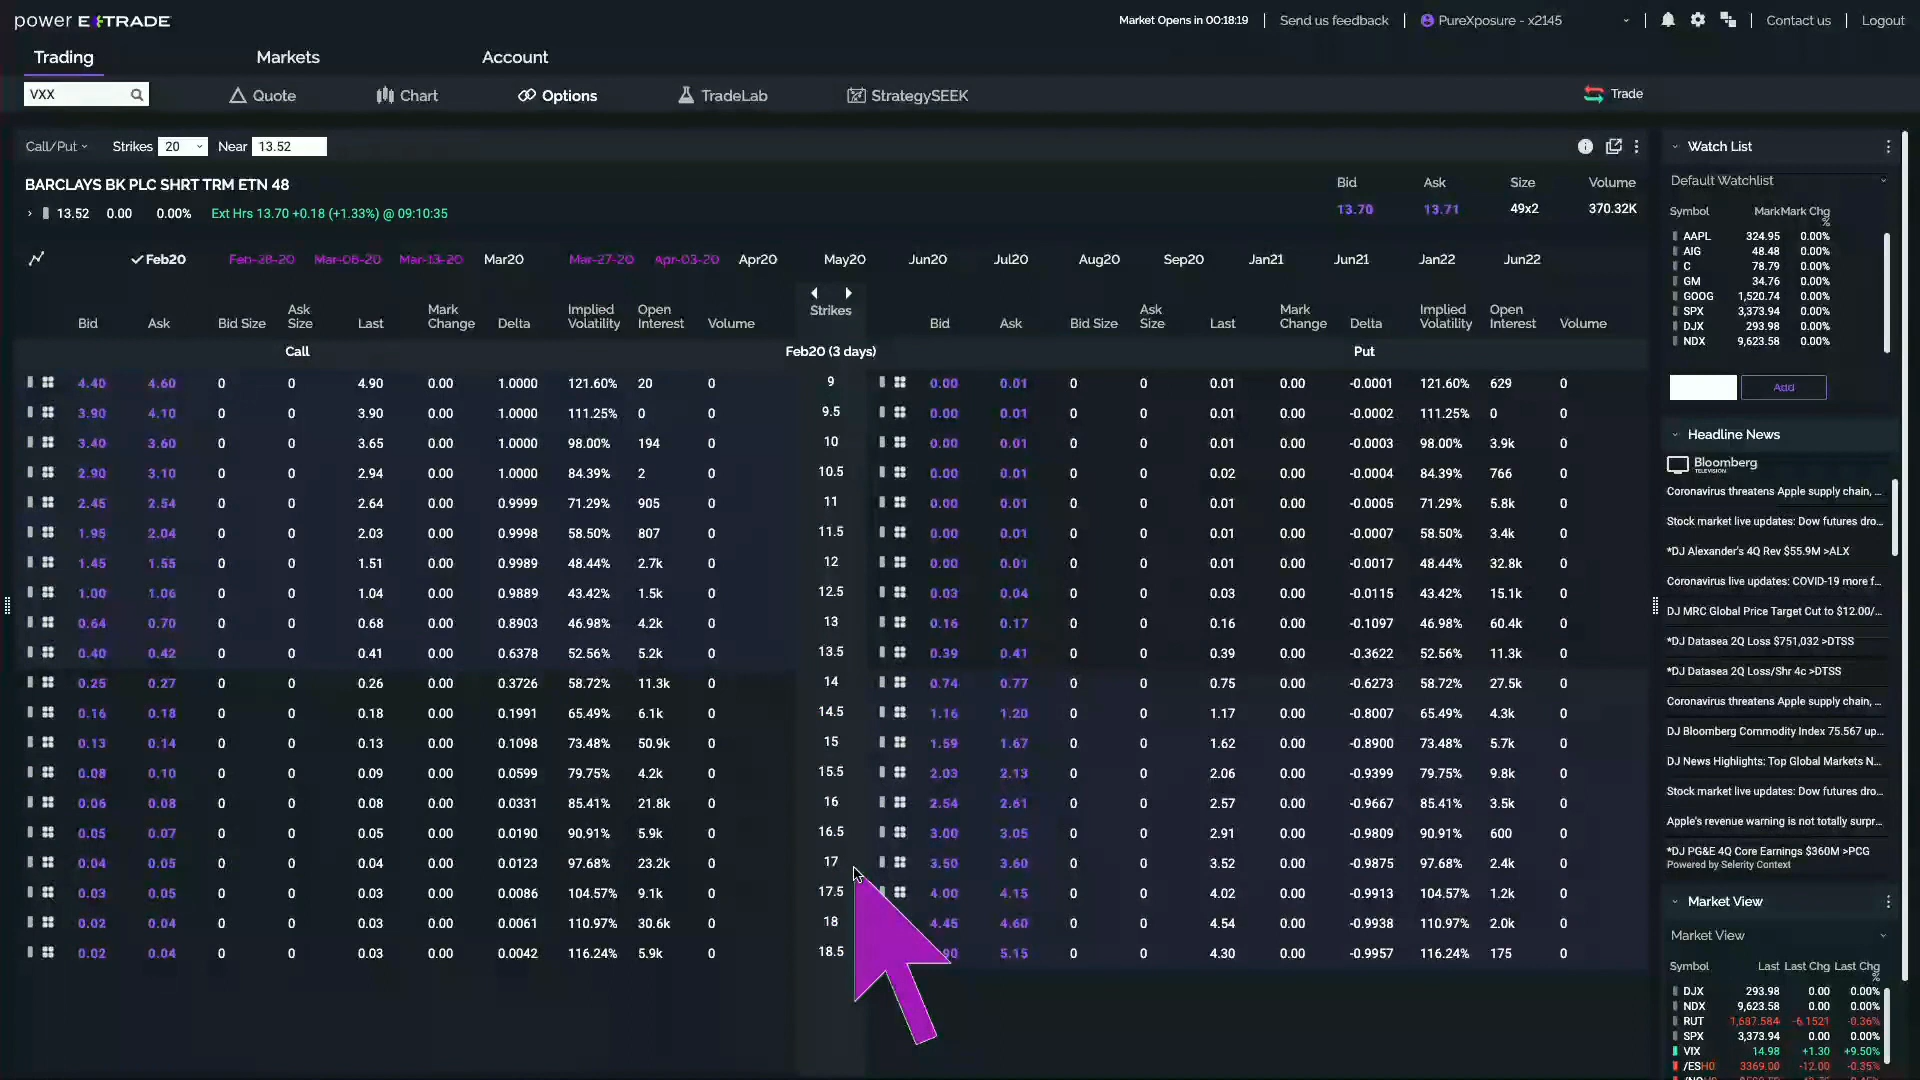 power E*TRADE
Market Opens in 00:18:19 Send us feedback PureXposure - x2145 Contact us Logout
Trading Markets Account
VXX Quote Chart Options TradeLab StrategySEEK Trade
Call/Put Strikes 20 Near 13.52
BARCLAYS BK PLC SHRT TRM ETN 48
Bid Ask Size Volume
13.52 0.00 0.00% Ext Hrs 13.70 +0.18 (+1.33%) @ 09:10:35 13.70 13.71 49x2 370.32K
Feb20 Feb-28-20 Mar-06-20 Mar-13-20 Mar20 Mar-27-20 Apr-03-20 Apr20 May20 Jun20 Jul20 Aug20 Sep20 Jan21 Jun21 Jan22 Jun22
Bid Ask Bid Size Ask Size Last Mark Change Delta Implied Volatility Open Interest Volume Strikes Bid Ask Bid Size Ask Size Last Mark Change Delta Implied Volatility Open Interest Volume
Call Feb20 (3 days) Put
4.40 4.60 0 0 4.90 0.00 1.0000 121.60% 20 0 9 0.00 0.01 0 0 0.01 0.00 -0.0001 121.60% 629 0
3.90 4.10 0 0 3.90 0.00 1.0000 111.25% 0 0 9.5 0.00 0.01 0 0 0.01 0.00 -0.0002 111.25% 0 0
3.40 3.60 0 0 3.65 0.00 1.0000 98.00% 194 0 10 0.00 0.01 0 0 0.01 0.00 -0.0003 98.00% 3.9k 0
2.90 3.10 0 0 2.94 0.00 1.0000 84.39% 2 0 10.5 0.00 0.01 0 0 0.02 0.00 -0.0004 84.39% 766 0
2.45 2.54 0 0 2.64 0.00 0.9999 71.29% 905 0 11 0.00 0.01 0 0 0.01 0.00 -0.0005 71.29% 5.8k 0
1.95 2.04 0 0 2.03 0.00 0.9998 58.50% 807 0 11.5 0.00 0.01 0 0 0.01 0.00 -0.0007 58.50% 3.4k 0
1.45 1.55 0 0 1.51 0.00 0.9989 48.44% 2.7k 0 12 0.00 0.01 0 0 0.01 0.00 -0.0017 48.44% 32.8k 0
1.00 1.06 0 0 1.04 0.00 0.9889 43.42% 1.5k 0 12.5 0.03 0.04 0 0 0.03 0.00 -0.0115 43.42% 15.1k 0
0.64 0.70 0 0 0.68 0.00 0.8903 46.98% 4.2k 0 13 0.16 0.17 0 0 0.16 0.00 -0.1097 46.98% 60.4k 0
0.40 0.42 0 0 0.41 0.00 0.6378 52.56% 5.2k 0 13.5 0.39 0.41 0 0 0.39 0.00 -0.3622 52.56% 11.3k 0
0.25 0.27 0 0 0.26 0.00 0.3726 58.72% 11.3k 0 14 0.74 0.77 0 0 0.75 0.00 -0.6273 58.72% 27.5k 0
0.16 0.18 0 0 0.18 0.00 0.1991 65.49% 6.1k 0 14.5 1.16 1.20 0 0 1.17 0.00 -0.8007 65.49% 4.3k 0
0.13 0.14 0 0 0.13 0.00 0.1098 73.48% 50.9k 0 15 1.59 1.67 0 0 1.62 0.00 -0.8900 73.48% 5.7k 0
0.08 0.10 0 0 0.09 0.00 0.0599 79.75% 4.2k 0 15.5 2.03 2.13 0 0 2.06 0.00 -0.9399 79.75% 9.8k 0
0.06 0.08 0 0 0.08 0.00 0.0331 85.41% 21.8k 0 16 2.54 2.61 0 0 2.57 0.00 -0.9667 85.41% 3.5k 0
0.05 0.07 0 0 0.05 0.00 0.0190 90.91% 5.9k 0 16.5 3.00 3.05 0 0 2.91 0.00 -0.9809 90.91% 600 0
0.04 0.05 0 0 0.04 0.00 0.0123 97.68% 23.2k 0 17 3.50 3.60 0 0 3.52 0.00 -0.9875 97.68% 2.4k 0
0.03 0.05 0 0 0.03 0.00 0.0086 104.57% 9.1k 0 17.5 4.00 4.15 0 0 4.02 0.00 -0.9913 104.57% 1.2k 0
0.02 0.04 0 0 0.03 0.00 0.0061 110.97% 30.6k 0 18 4.45 4.60 0 0 4.54 0.00 -0.9938 110.97% 2.0k 0
0.02 0.04 0 0 0.03 0.00 0.0042 116.24% 5.9k 0 18.5 5.15 0 0 4.30 0.00 -0.9957 116.24% 175 0
Watch List
Default Watchlist
Symbol Mark Mark Chg %
AAPL 324.95 0.00%
AIG 48.48 0.00%
C 78.79 0.00%
GM 34.76 0.00%
GOOG 1,520.74 0.00%
SPX 3,373.94 0.00%
DJX 293.98 0.00%
NDX 9,623.58 0.00%
Add
Headline News
Bloomberg
TELEVISION
Coronavirus threatens Apple supply chain, ...
Stock market live updates: Dow futures dro...
*DJ Alexander's 4Q Rev $55.9M >ALX
Coronavirus live updates: COVID-19 more f...
DJ MRC Global Price Target Cut to $12.00/...
*DJ Datasea 2Q Loss $751,032 >DTSS
*DJ Datasea 2Q Loss/Shr 4c >DTSS
Coronavirus threatens Apple supply chain, ...
DJ Bloomberg Commodity Index 75.567 up...
DJ News Highlights: Top Global Markets N...
Stock market live updates: Dow futures dro...
Apple's revenue warning is not totally surpr...
*DJ PG&E 4Q Core Earnings $360M >PCG
Powered by Selerity Context
Market View
Market View
Symbol Last Last Chg Last Chg %
DJX 293.98 0.00 0.00%
NDX 9,623.58 0.00 0.00%
RUT 1,687.584 -6.1521 -0.36%
SPX 3,373.94 0.00 0.00%
VIX 14.98 +1.30 +9.50%
/ESH0 3369.00 -12.00 -0.35%